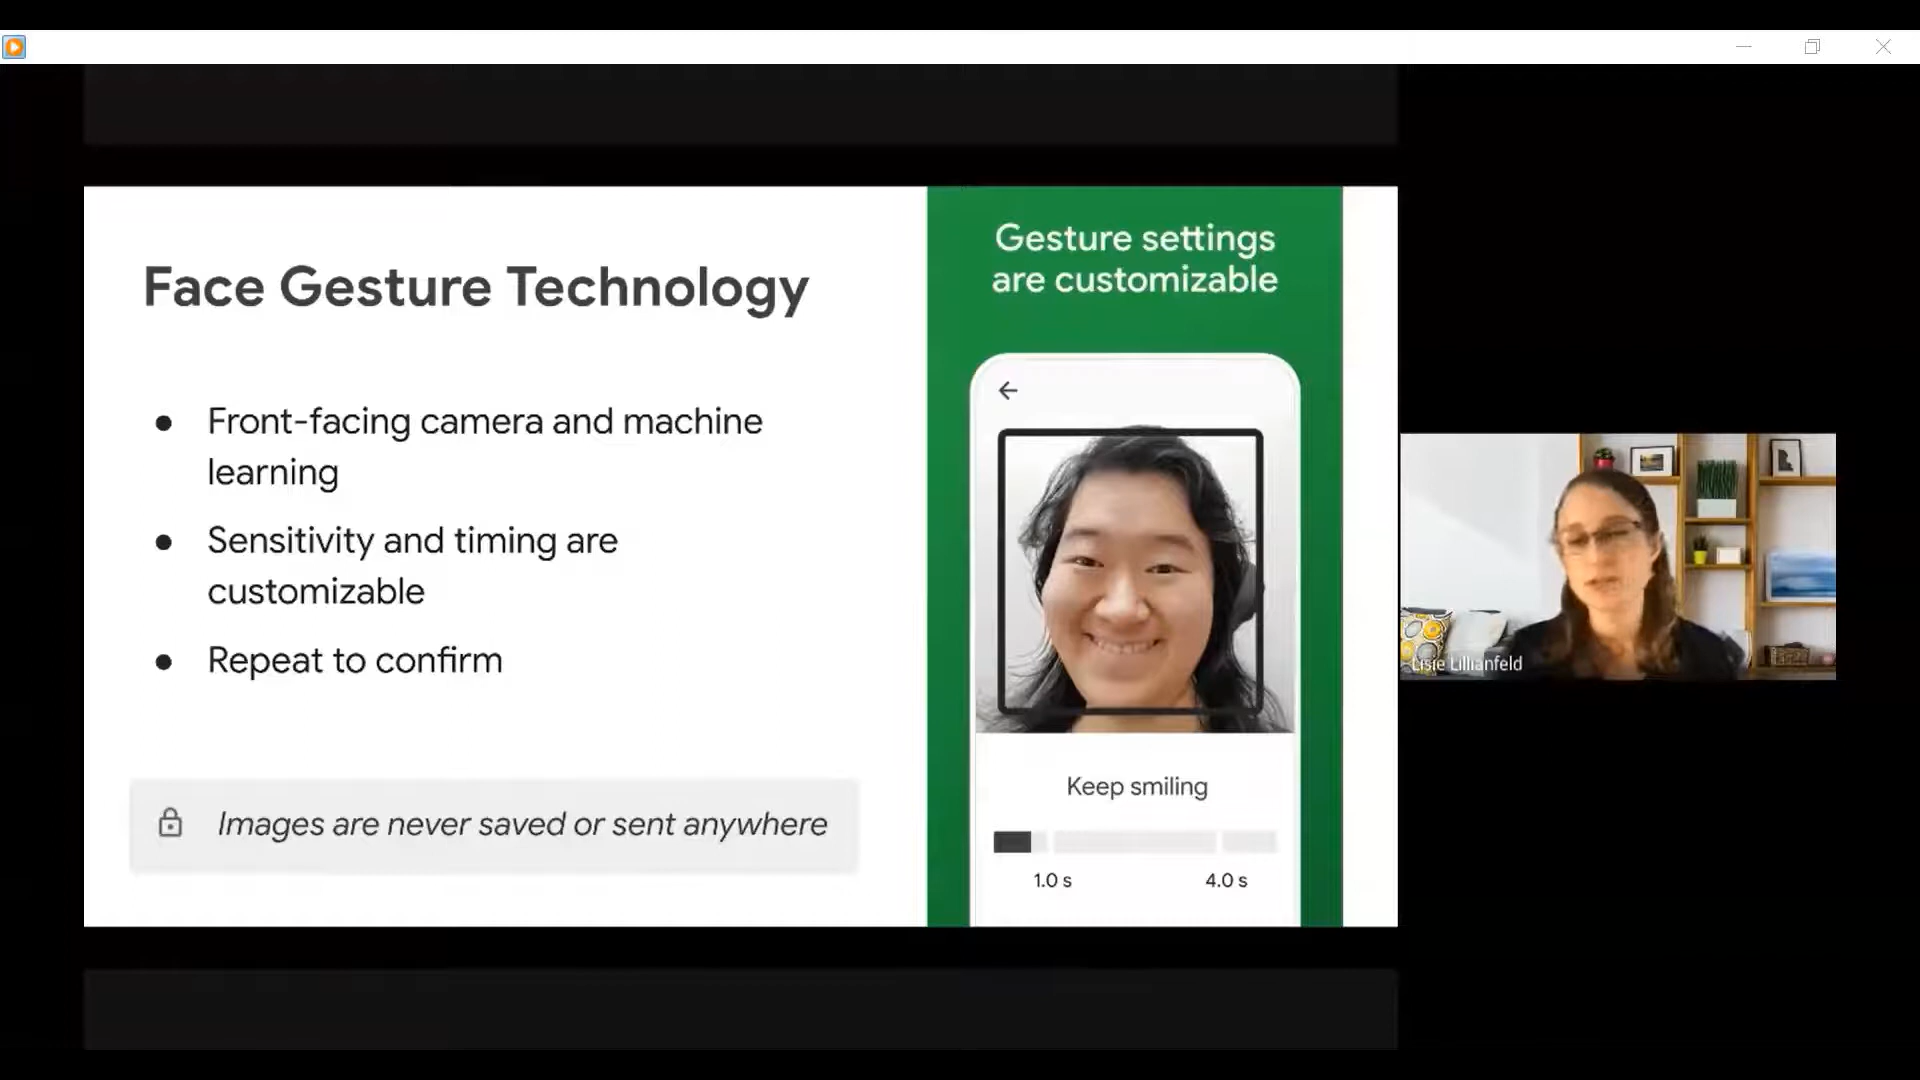 Face Gesture Technology
● Front-facing camera and machine
learning
● Sensitivity and timing are
customizable
● Repeat to confirm
Images are never saved or sent anywhere
Gesture settings
are customizable
Keep smiling
1.0 s 4.0 s
Lisie Lillianfeld